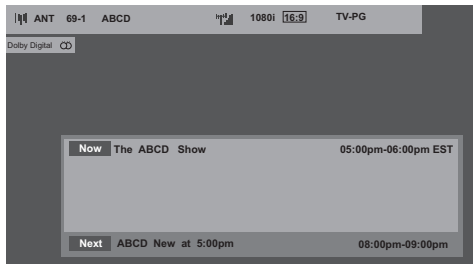 ANT 69-1 ABCD 1080i 16:9 TV-PG
Dolby Digital
Now The ABCD Show 05:00pm-06:00pm EST
Next ABCD New at 5:00pm 08:00pm-09:00pm